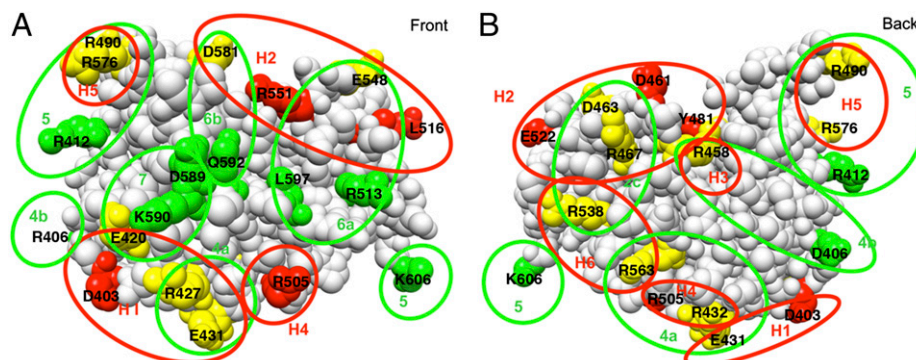 A
Front
R490
R576
H5
D581
H2
E548
R551
5
R412
6b
L516
Q592
7
D589
L597
R513
K590
6a
4b
R406
E420
4a
D403
H1
R427
R505
K606
5
E431
H4
B
Back
D461
R490
H2
D463
5
H5
Y481
E522
R576
R467
R458
R412
H3
R538
4b
D406
H6
R563
K606
H4
5
R505
R432
D403
4a
E431
H1